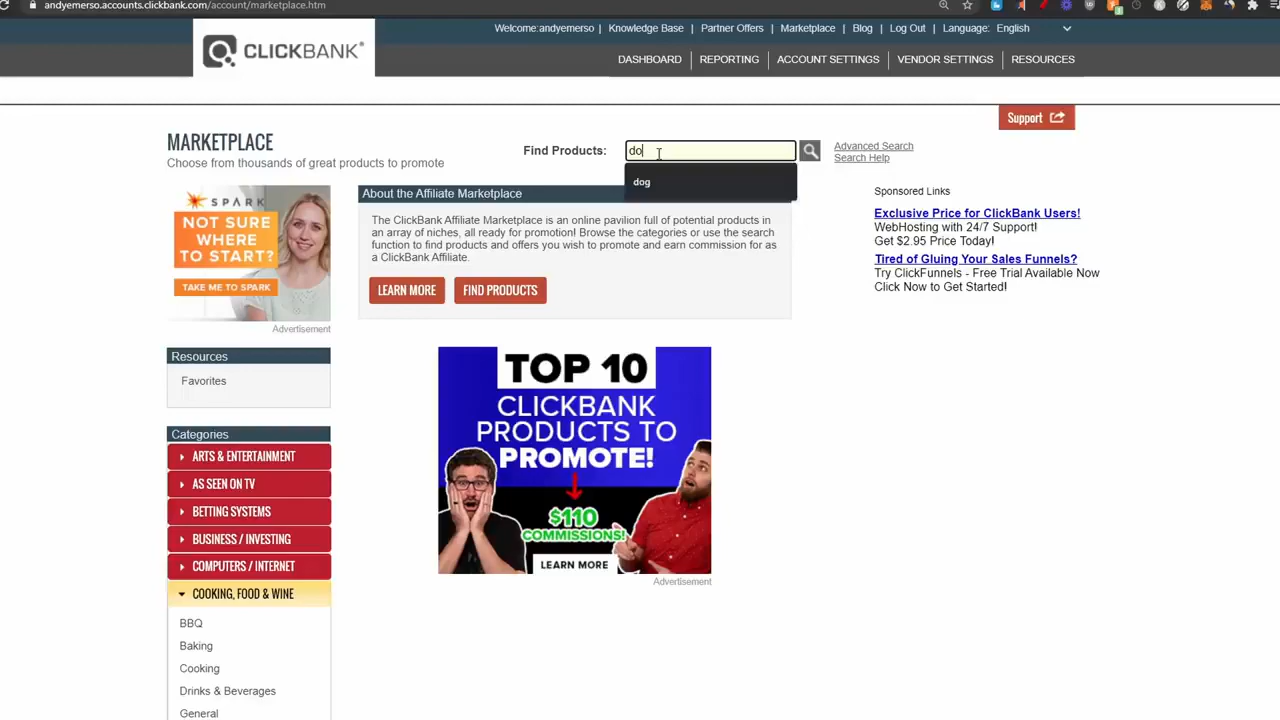 andyemerso.accounts.clickbank.com/account/marketplace.htm
CLICKBANK
Welcome:andyemerso | Knowledge Base | Partner Offers | Marketplace | Blog | Log Out | Language: English
DASHBOARD | REPORTING | ACCOUNT SETTINGS | VENDOR SETTINGS | RESOURCES
Support
MARKETPLACE
Choose from thousands of great products to promote
Find Products:
do
dog
Advanced Search
Search Help
SPARK
NOT SURE
WHERE
TO START?
TAKE ME TO SPARK
Advertisement
About the Affiliate Marketplace
The ClickBank Affiliate Marketplace is an online pavilion full of potential products in
an array of niches, all ready for promotion! Browse the categories or use the search
function to find products and offers you wish to promote and earn commission for as
a ClickBank Affiliate.
LEARN MORE
FIND PRODUCTS
Sponsored Links
Exclusive Price for ClickBank Users!
WebHosting with 24/7 Support!
Get $2.95 Price Today!
Tired of Gluing Your Sales Funnels?
Try ClickFunnels - Free Trial Available Now
Click Now to Get Started!
TOP 10
CLICKBANK
PRODUCTS TO
PROMOTE!
$110
COMMISSIONS!
LEARN MORE
Advertisement
Resources
Favorites
Categories
ARTS & ENTERTAINMENT
AS SEEN ON TV
BETTING SYSTEMS
BUSINESS / INVESTING
COMPUTERS / INTERNET
COOKING, FOOD & WINE
BBQ
Baking
Cooking
Drinks & Beverages
General